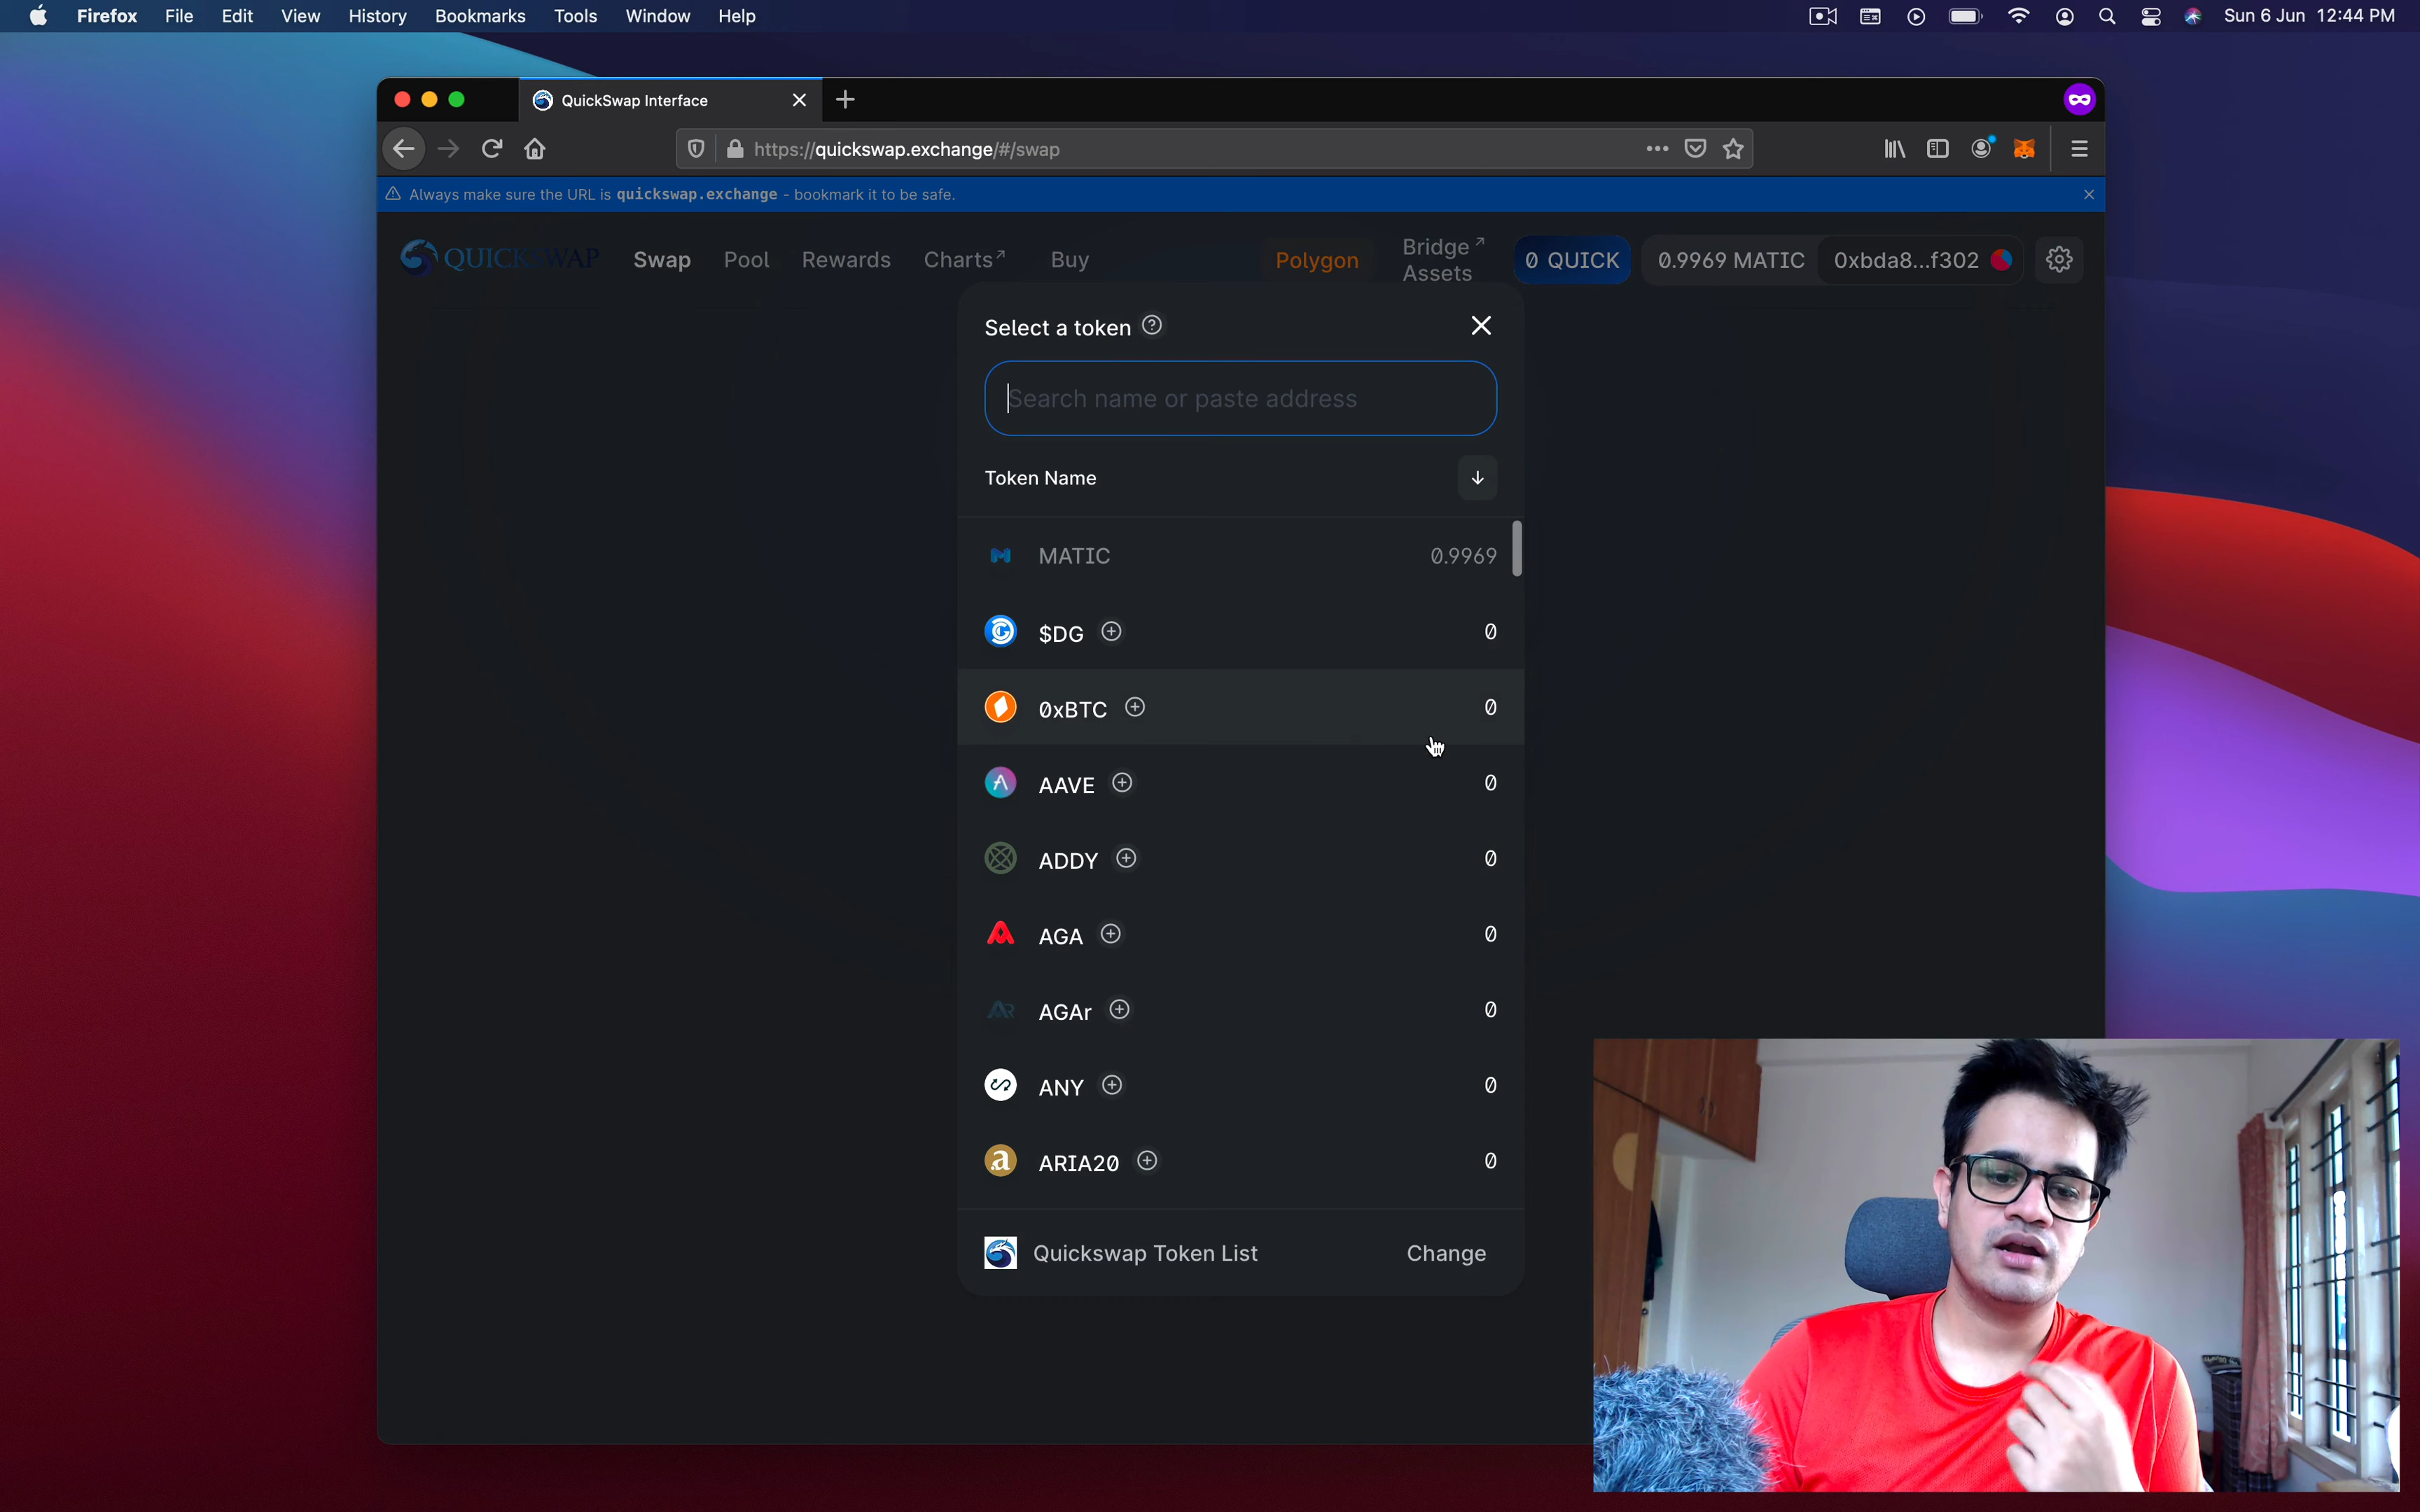 Firefox File Edit View History Bookmarks Tools Window Help Sun 6 Jun 12:44 PM
QuickSwap Interface
https://quickswap.exchange/#/swap
Always make sure the URL is quickswap.exchange - bookmark it to be safe.
QUICKSWAP Swap Pool Rewards Charts↗ Buy Polygon Bridge↗ 0 QUICK 0.9969 MATIC 0xbda8...f302
Assets
Select a token ?
Search name or paste address
Token Name ↓
MATIC 0.9969
$DG 0
0xBTC 0
AAVE 0
ADDY 0
AGA 0
AGAr 0
ANY 0
ARIA20 0
Quickswap Token List Change